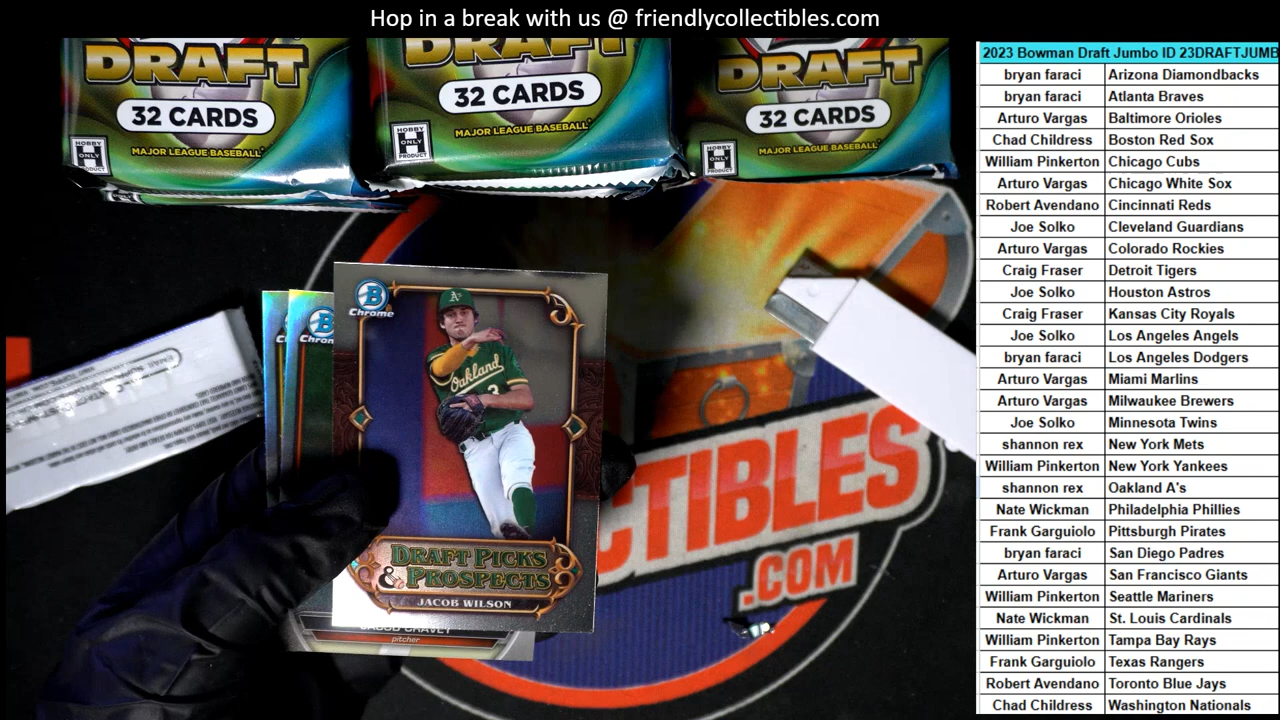 Hop in a break with us @ friendlycollectibles.com
DRAFT
32 CARDS
HOBBY
H
ONLY
PRODUCT
MAJOR LEAGUE BASEBALL
DRAFT
32 CARDS
HOBBY
H
ONLY
PRODUCT
MAJOR LEAGUE BASEBALL
DRAFT
32 CARDS
HOBBY
H
ONLY
PRODUCT
MAJOR LEAGUE BASEBALL
B
Chrome
Chrom
A's
Oakland
3
DRAFT PICKS
& PROSPECTS
JACOB WILSON
pitcher
CTIBLES
.COM
2023 Bowman Draft Jumbo ID 23DRAFTJUMB
bryan faraci Arizona Diamondbacks
bryan faraci Atlanta Braves
Arturo Vargas Baltimore Orioles
Chad Childress Boston Red Sox
William Pinkerton Chicago Cubs
Arturo Vargas Chicago White Sox
Robert Avendano Cincinnati Reds
Joe Solko Cleveland Guardians
Arturo Vargas Colorado Rockies
Craig Fraser Detroit Tigers
Joe Solko Houston Astros
Craig Fraser Kansas City Royals
Joe Solko Los Angeles Angels
bryan faraci Los Angeles Dodgers
Arturo Vargas Miami Marlins
Arturo Vargas Milwaukee Brewers
Joe Solko Minnesota Twins
shannon rex New York Mets
William Pinkerton New York Yankees
shannon rex Oakland A's
Nate Wickman Philadelphia Phillies
Frank Garguiolo Pittsburgh Pirates
bryan faraci San Diego Padres
Arturo Vargas San Francisco Giants
William Pinkerton Seattle Mariners
Nate Wickman St. Louis Cardinals
William Pinkerton Tampa Bay Rays
Frank Garguiolo Texas Rangers
Robert Avendano Toronto Blue Jays
Chad Childress Washington Nationals